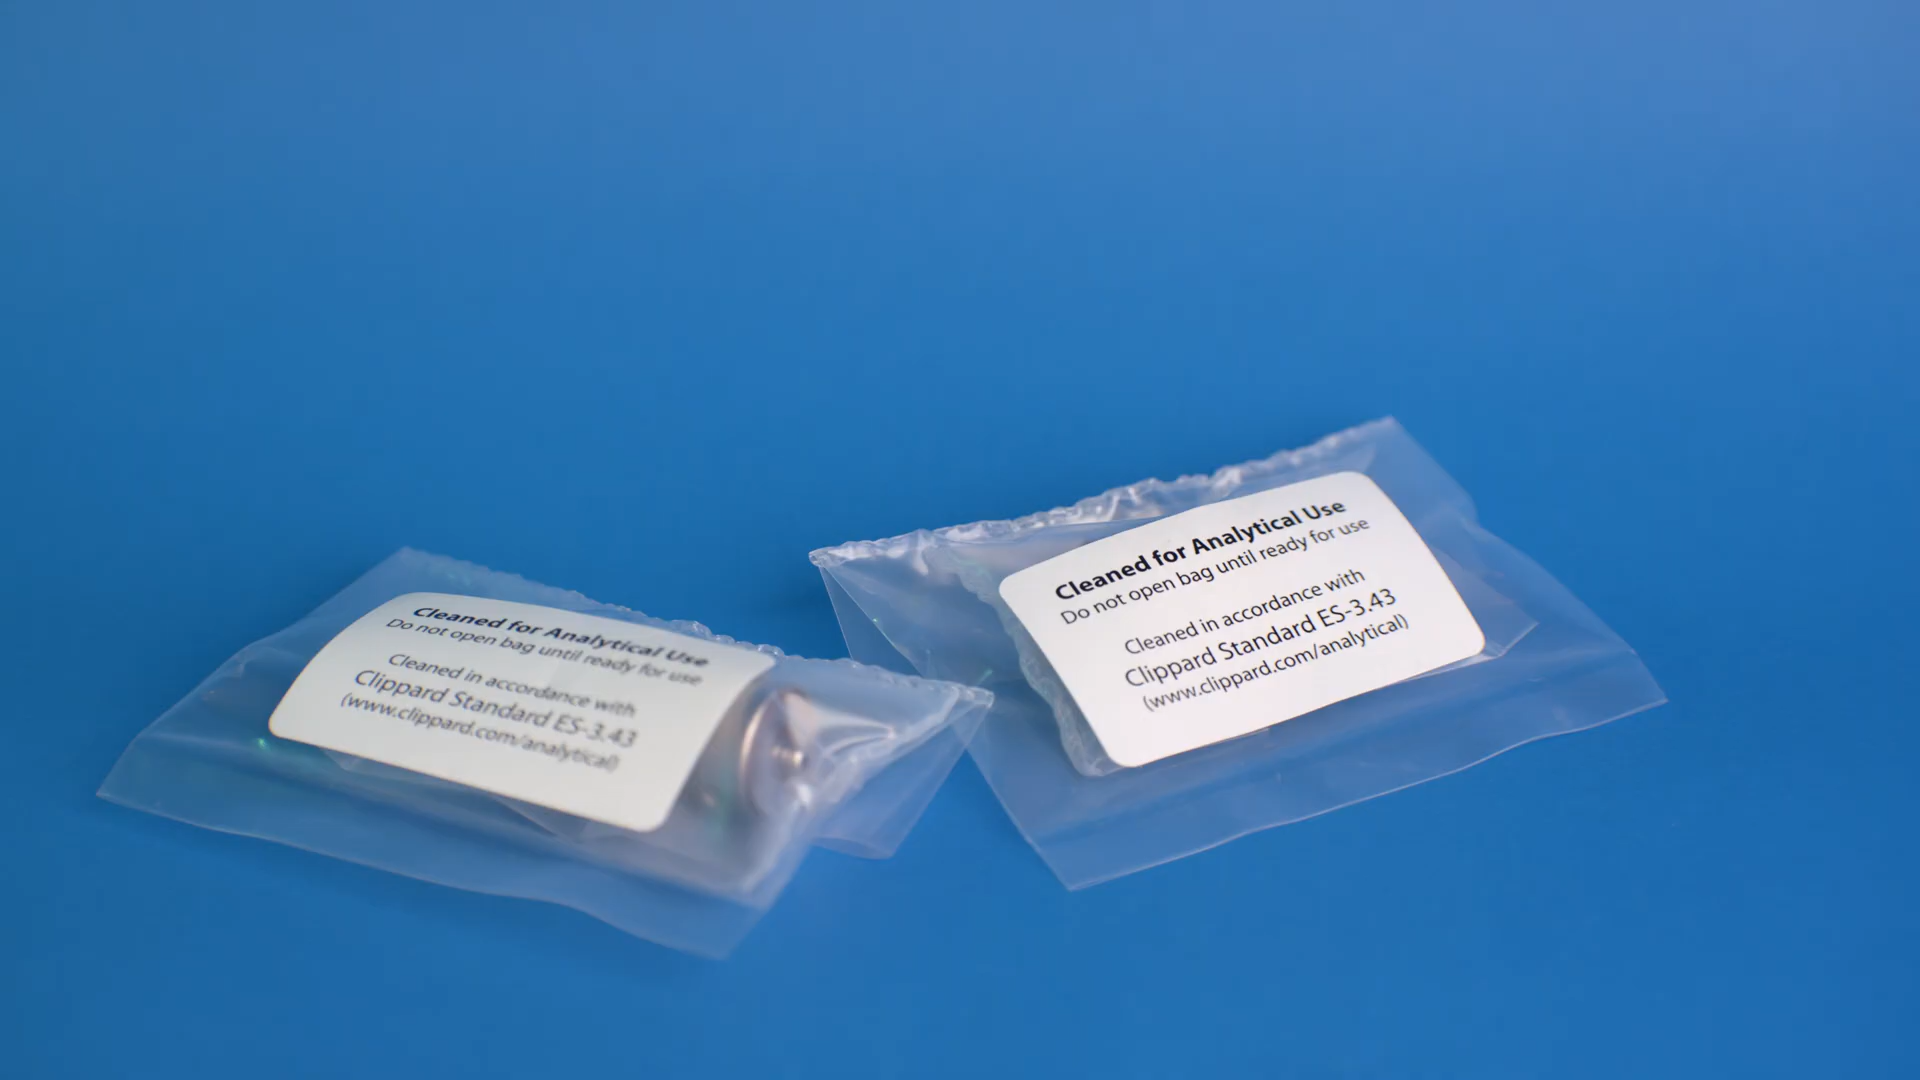 Cleaned for Analytical Use
Do not open bag until ready for use
Cleaned in accordance with
Clippard Standard ES-3.43
(www.clippard.com/analytical)
Cleaned for Analytical Use
Do not open bag until ready for use
Cleaned in accordance with
Clippard Standard ES-3.43
(www.clippard.com/analytical)